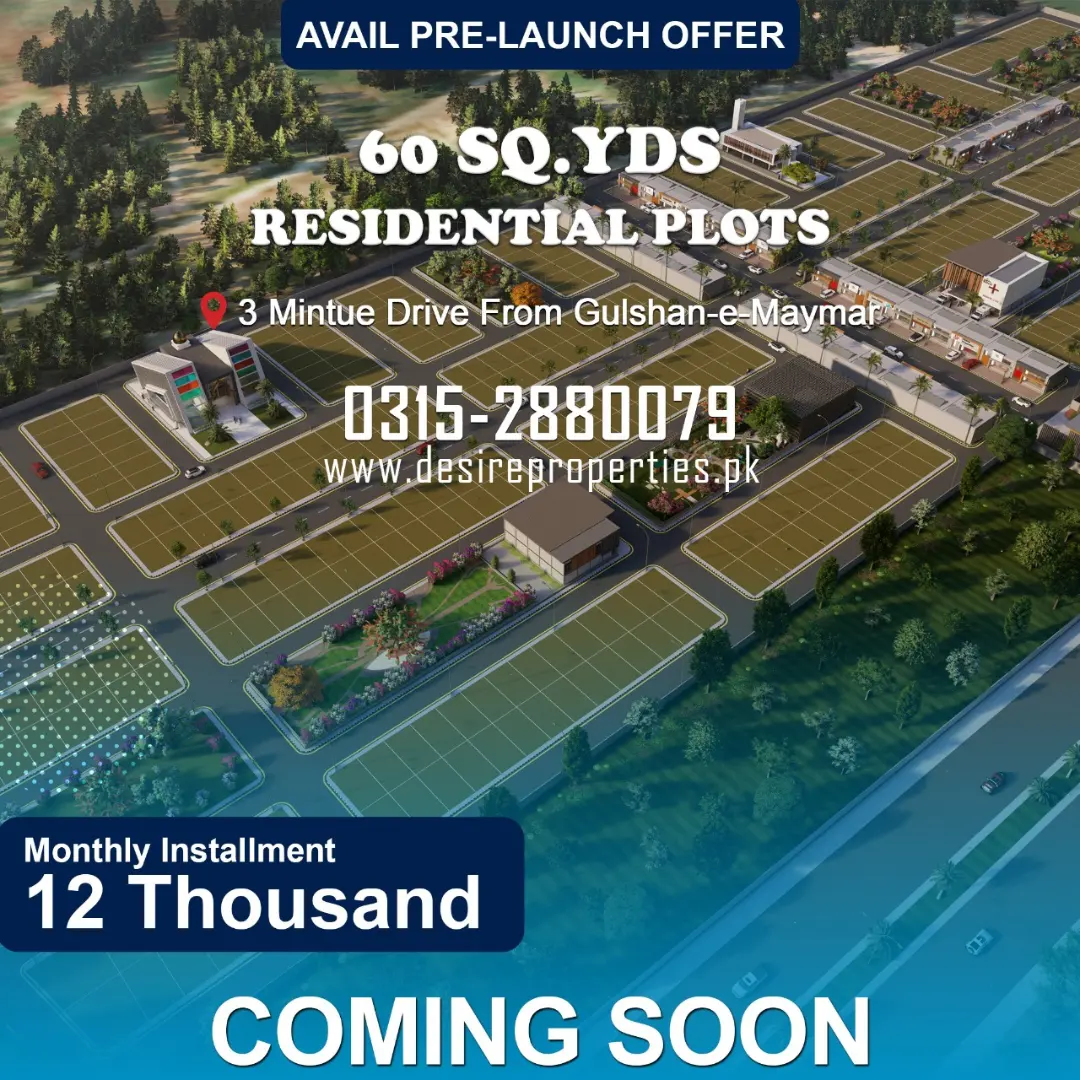 AVAIL PRE-LAUNCH OFFER
60 SQ.YDS
RESIDENTIAL PLOTS
3 Mintue Drive From Gulshan-e-Maymar
0315-2880079
www.desireproperties.pk
Monthly Installment
12 Thousand
COMING SOON